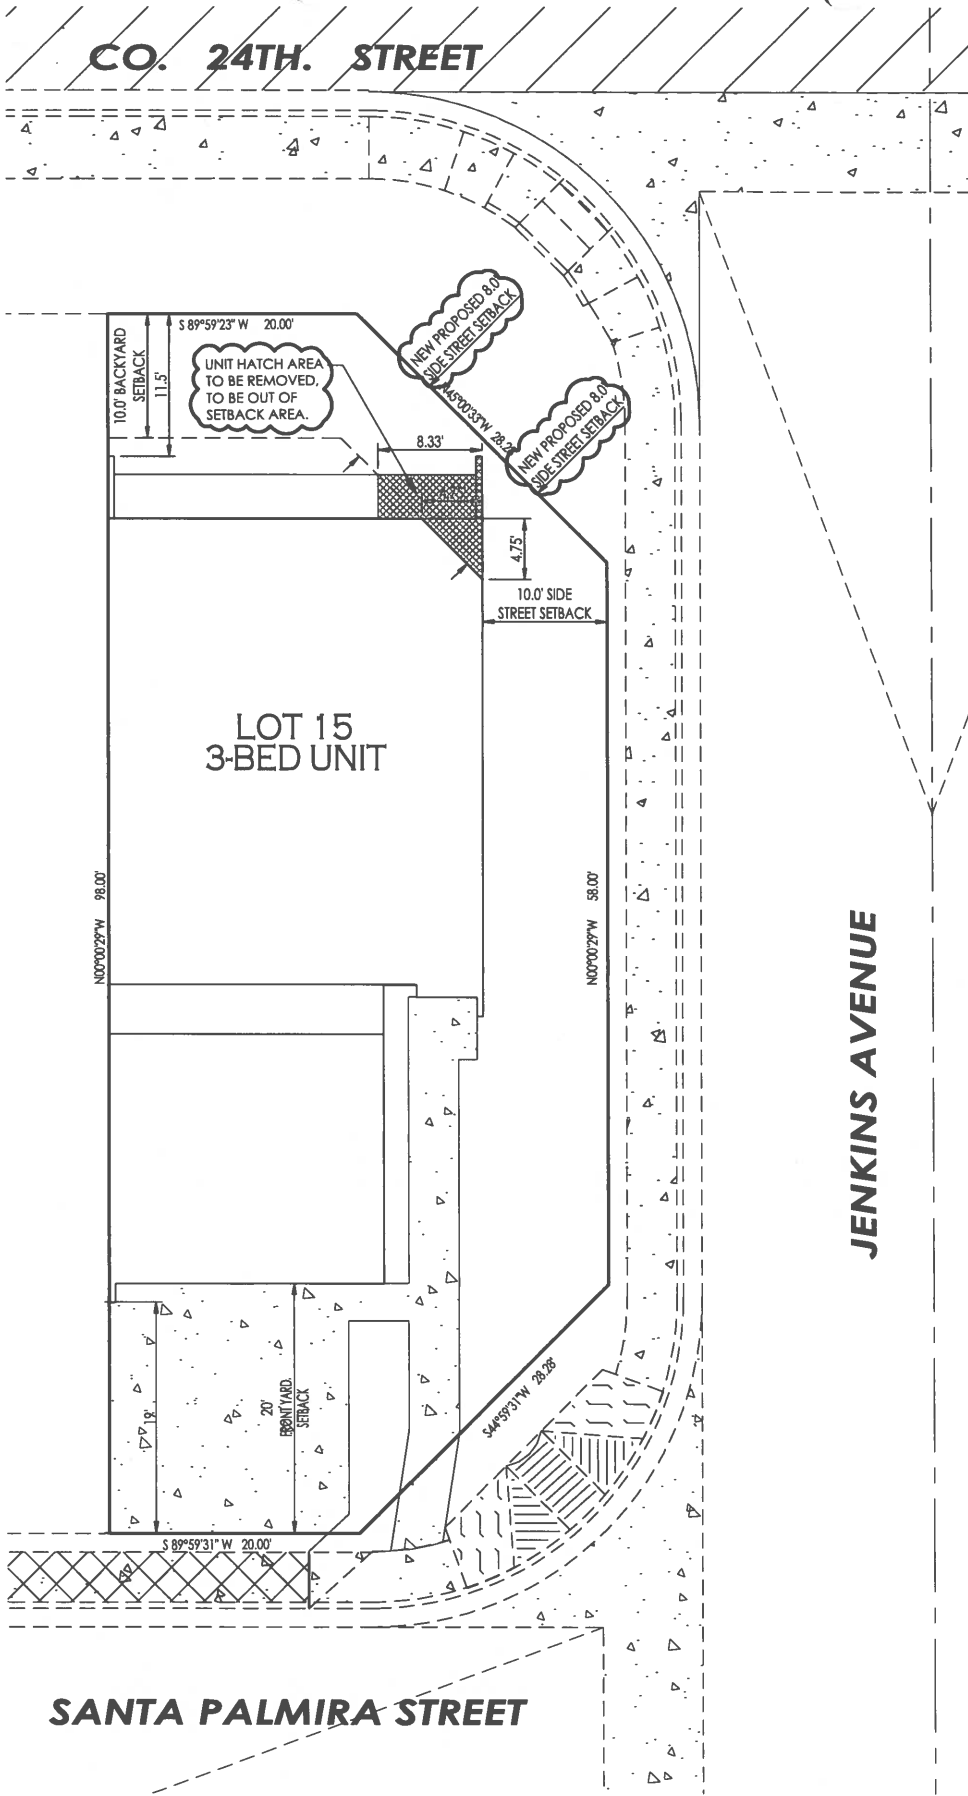 CO. 24TH. STREET
NEW PROPOSED 8.0'
SIDE STREET SETBACK
S 89°59'23" W 20.00'
10.0' BACKYARD
SETBACK
11.5'
UNIT HATCH AREA
TO BE REMOVED,
TO BE OUT OF
SETBACK AREA.
NEW PROPOSED 8.0'
SIDE STREET SETBACK
8.33'
4.75'
10.0' SIDE
STREET SETBACK
LOT 15
3-BED UNIT
N00°00'29"W 98.00'
N00°00'29"W 58.00'
JENKINS AVENUE
S44°59'31"W 28.28'
20'
FRONT YARD.
SETBACK
S 89°59'31" W 20.00'
SANTA PALMIRA STREET